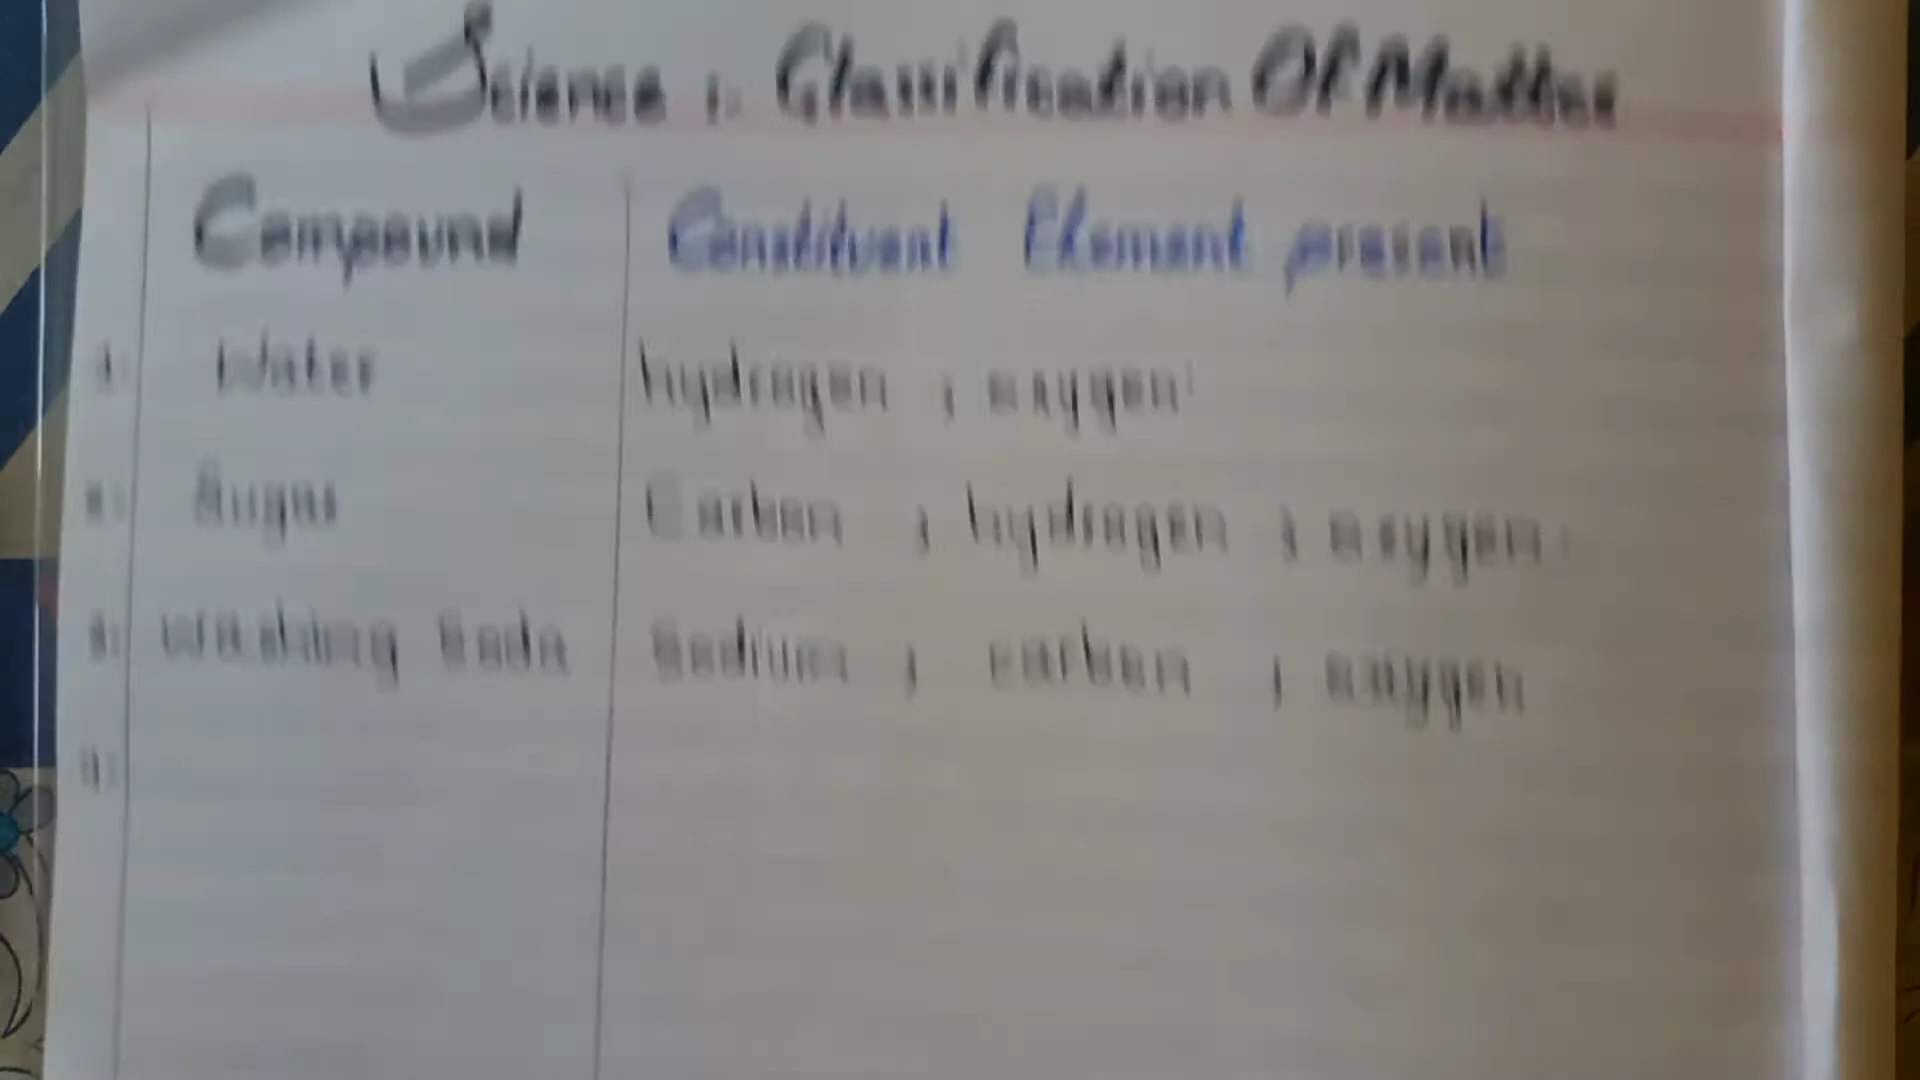 Science :- Classification Of Matter
Compound Constituent Element present
1. Water hydrogen , oxygen.
2. Sugar Carbon , hydrogen , oxygen.
3. Washing Soda Sodium , carbon , oxygen
4.